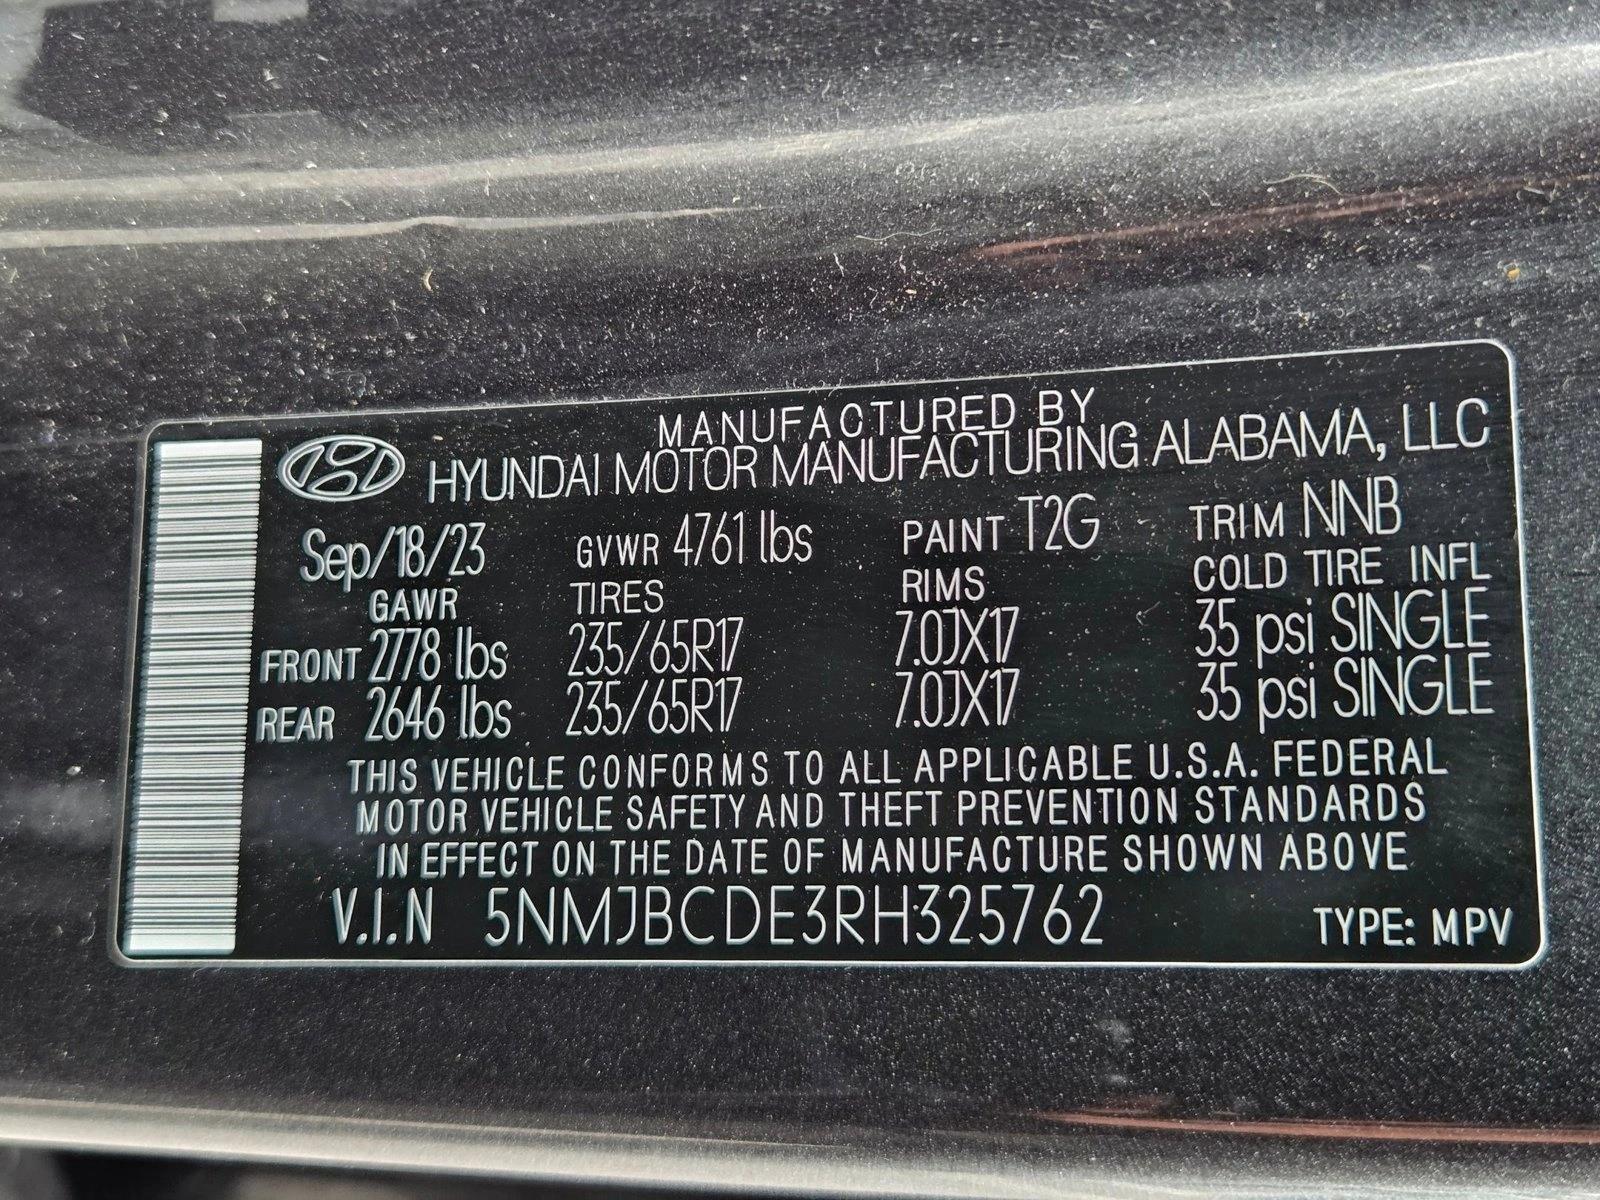 MANUFACTURED BY
HYUNDAI MOTOR MANUFACTURING ALABAMA, LLC
Sep/18/23 GVWR 4761 lbs PAINT T2G TRIM NNB
GAWR TIRES RIMS COLD TIRE INFL
FRONT 2778 lbs 235/65R17 7.0JX17 35 psi SINGLE
REAR 2646 lbs 235/65R17 7.0JX17 35 psi SINGLE
THIS VEHICLE CONFORMS TO ALL APPLICABLE U.S.A. FEDERAL
MOTOR VEHICLE SAFETY AND THEFT PREVENTION STANDARDS
IN EFFECT ON THE DATE OF MANUFACTURE SHOWN ABOVE
V.I.N 5NMJBCDE3RH325762 TYPE: MPV